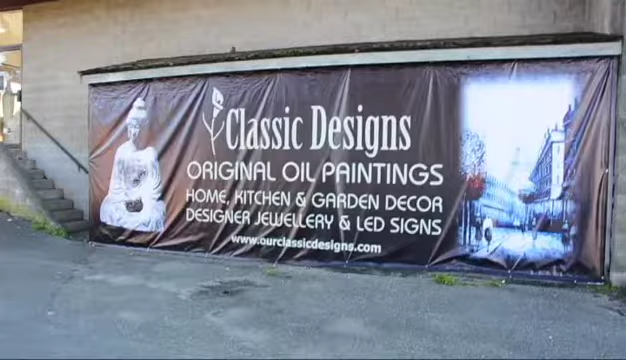 Classic Designs
ORIGINAL OIL PAINTINGS
HOME, KITCHEN & GARDEN DECOR
DESIGNER JEWELLERY & LED SIGNS
www.ourclassicdesigns.com